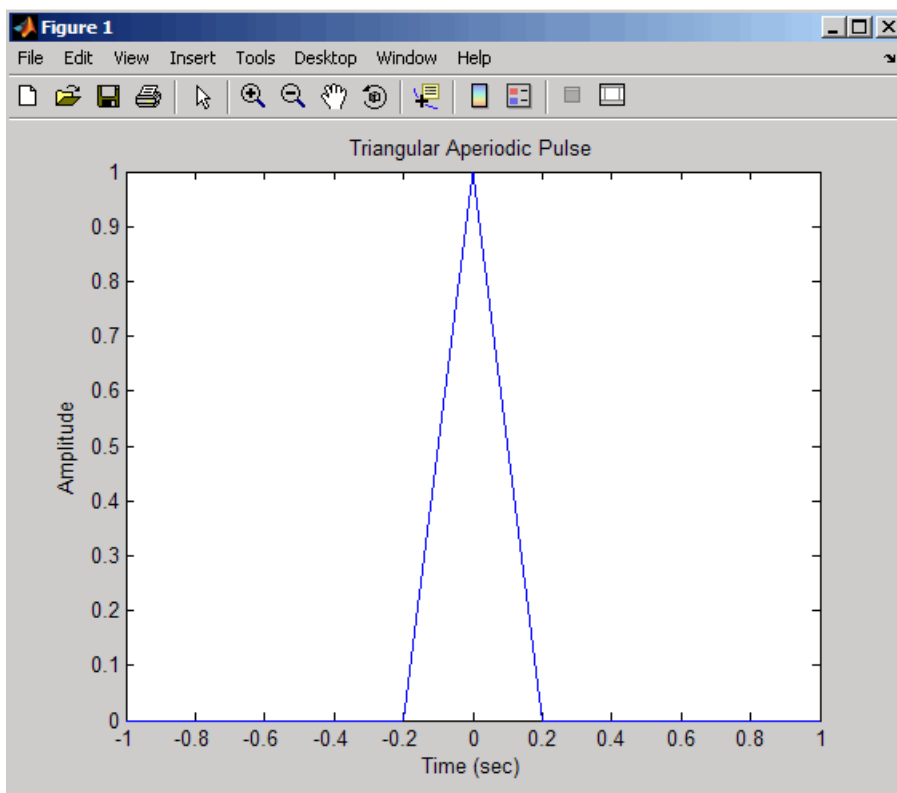 Figure 1
File Edit View Insert Tools Desktop Window Help
Triangular Aperiodic Pulse
1
0.9
0.8
0.7
0.6
0.5
0.4
0.3
0.2
0.1
0
Amplitude
-1 -0.8 -0.6 -0.4 -0.2 0 0.2 0.4 0.6 0.8 1
Time (sec)